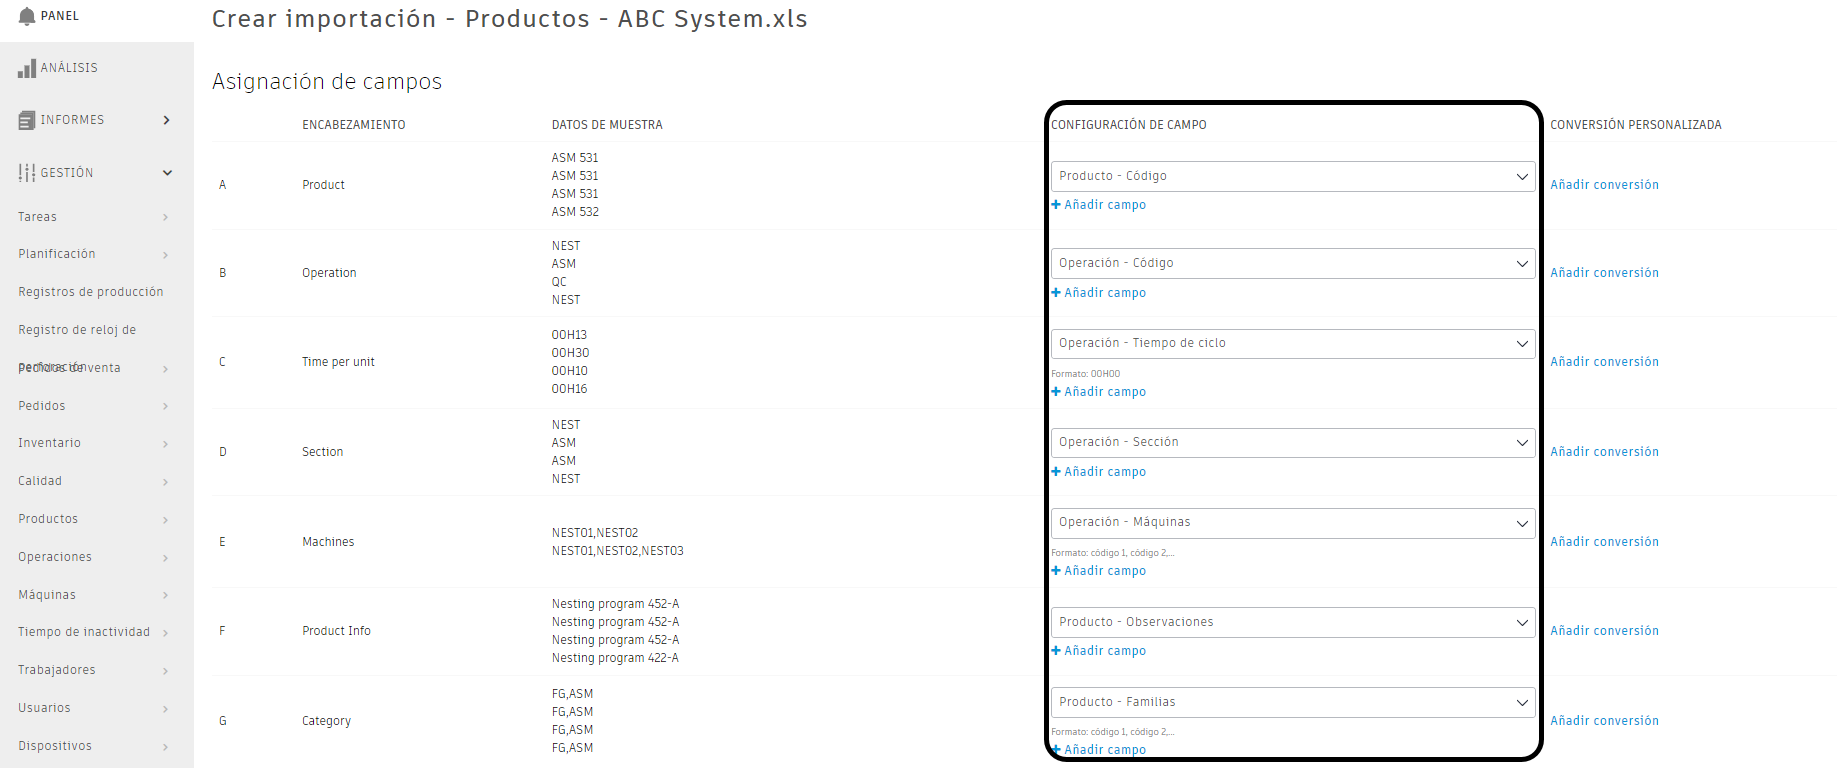 PANEL
ANÁLISIS
INFORMES
GESTIÓN
Tareas
Planificación
Registros de producción
Registro de reloj de
perforación
Pedidos de venta
Pedidos
Inventario
Calidad
Productos
Operaciones
Máquinas
Tiempo de inactividad
Trabajadores
Usuarios
Dispositivos
Crear importación - Productos - ABC System.xls
Asignación de campos
ENCABEZAMIENTO DATOS DE MUESTRA CONFIGURACIÓN DE CAMPO CONVERSIÓN PERSONALIZADA
A Product
ASM 531
ASM 531
ASM 531
ASM 532
Producto - Código
+ Añadir campo
Añadir conversión
B Operation
NEST
ASM
QC
NEST
Operación - Código
+ Añadir campo
Añadir conversión
C Time per unit
00H13
00H30
00H10
00H16
Operación - Tiempo de ciclo
Formato: 00H00
+ Añadir campo
Añadir conversión
D Section
NEST
ASM
ASM
NEST
Operación - Sección
+ Añadir campo
Añadir conversión
E Machines
NEST01,NEST02
NEST01,NEST02,NEST03
Operación - Máquinas
Formato: código 1, código 2,...
+ Añadir campo
Añadir conversión
F Product Info
Nesting program 452-A
Nesting program 452-A
Nesting program 452-A
Nesting program 422-A
Producto - Observaciones
+ Añadir campo
Añadir conversión
G Category
FG,ASM
FG,ASM
FG,ASM
FG,ASM
Producto - Familias
Formato: código 1, código 2,...
+ Añadir campo
Añadir conversión